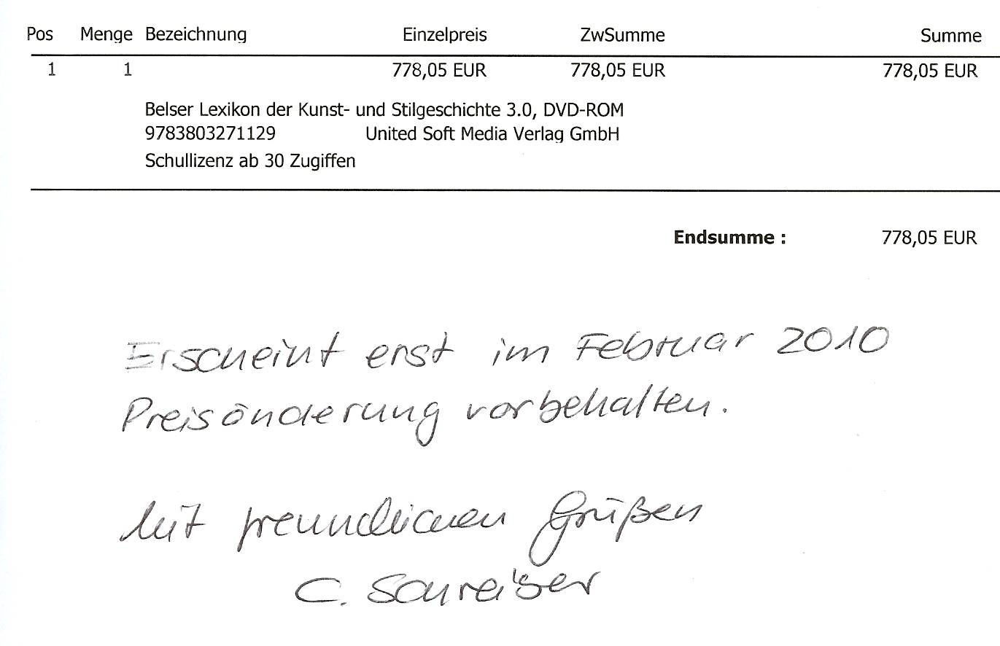 Pos Menge Bezeichnung Einzelpreis ZwSumme Summe
1 1 778,05 EUR 778,05 EUR 778,05 EUR
Belser Lexikon der Kunst- und Stilgeschichte 3.0, DVD-ROM
9783803271129 United Soft Media Verlag GmbH
Schullizenz ab 30 Zugiffen
Endsumme : 778,05 EUR
Erscheint erst im Februar 2010
Preisänderung vorbehalten.
Mit freundlichen Grüßen
C. Schreiber